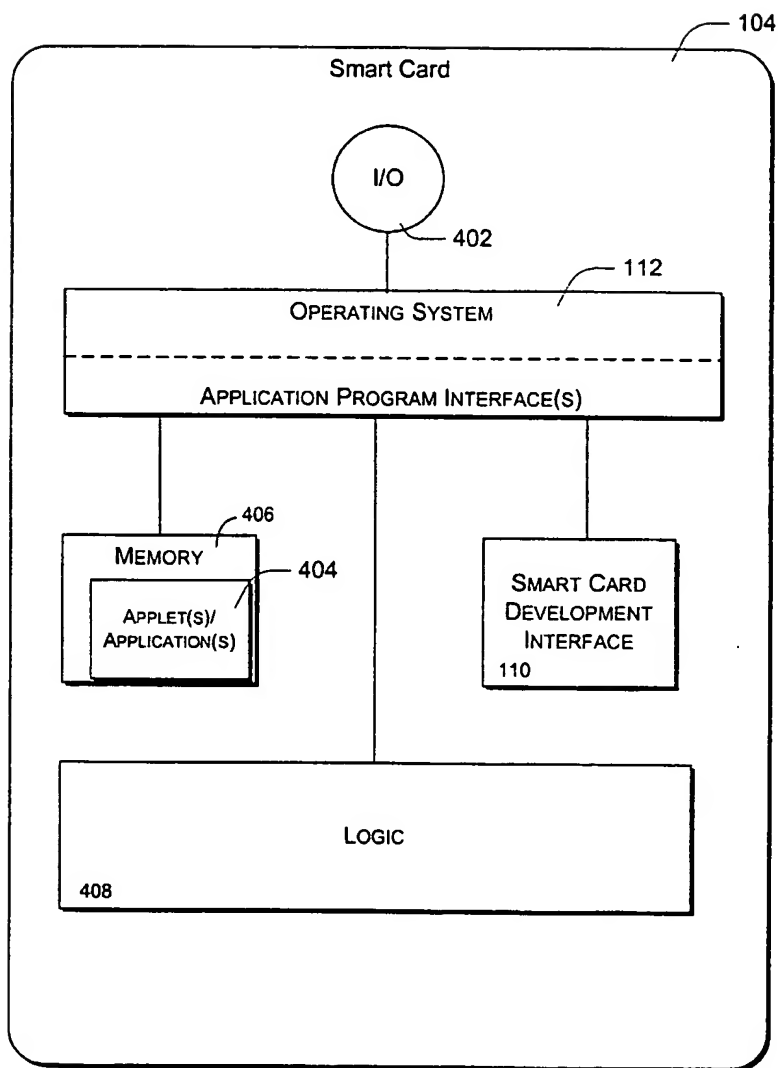 104
Smart Card
I/O
402
112
OPERATING SYSTEM
APPLICATION PROGRAM INTERFACE(S)
406
MEMORY
404
APPLET(S)/
APPLICATION(S)
SMART CARD
DEVELOPMENT
INTERFACE
110
LOGIC
408